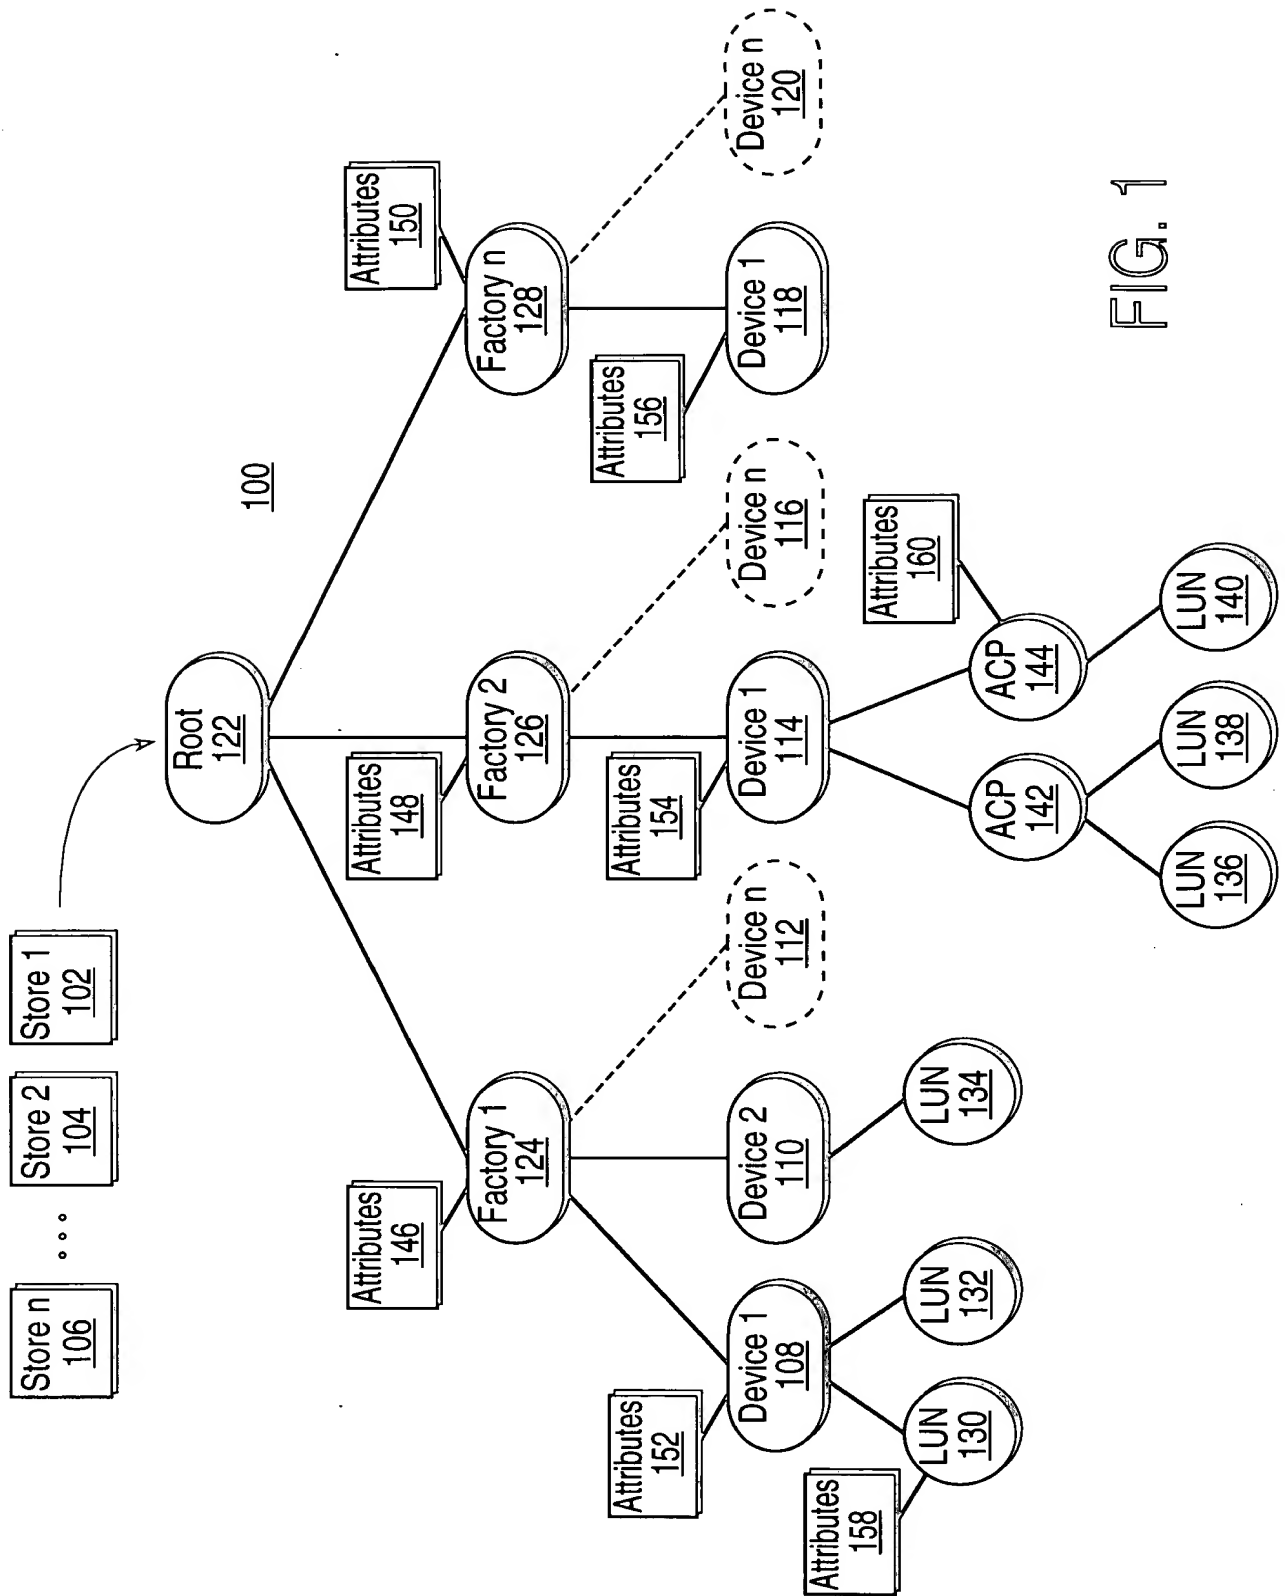 Store n
106
Store 2
104
Store 1
102
Root
122
100
Attributes
146
Attributes
148
Attributes
150
Factory 1
124
Factory 2
126
Factory n
128
Attributes
152
Attributes
154
Attributes
156
Device 1
108
Device 2
110
Device n
112
Device 1
114
Device n
116
Device 1
118
Device n
120
Attributes
158
LUN
130
LUN
132
LUN
134
Attributes
160
ACP
142
ACP
144
LUN
136
LUN
138
LUN
140
FIG. 1